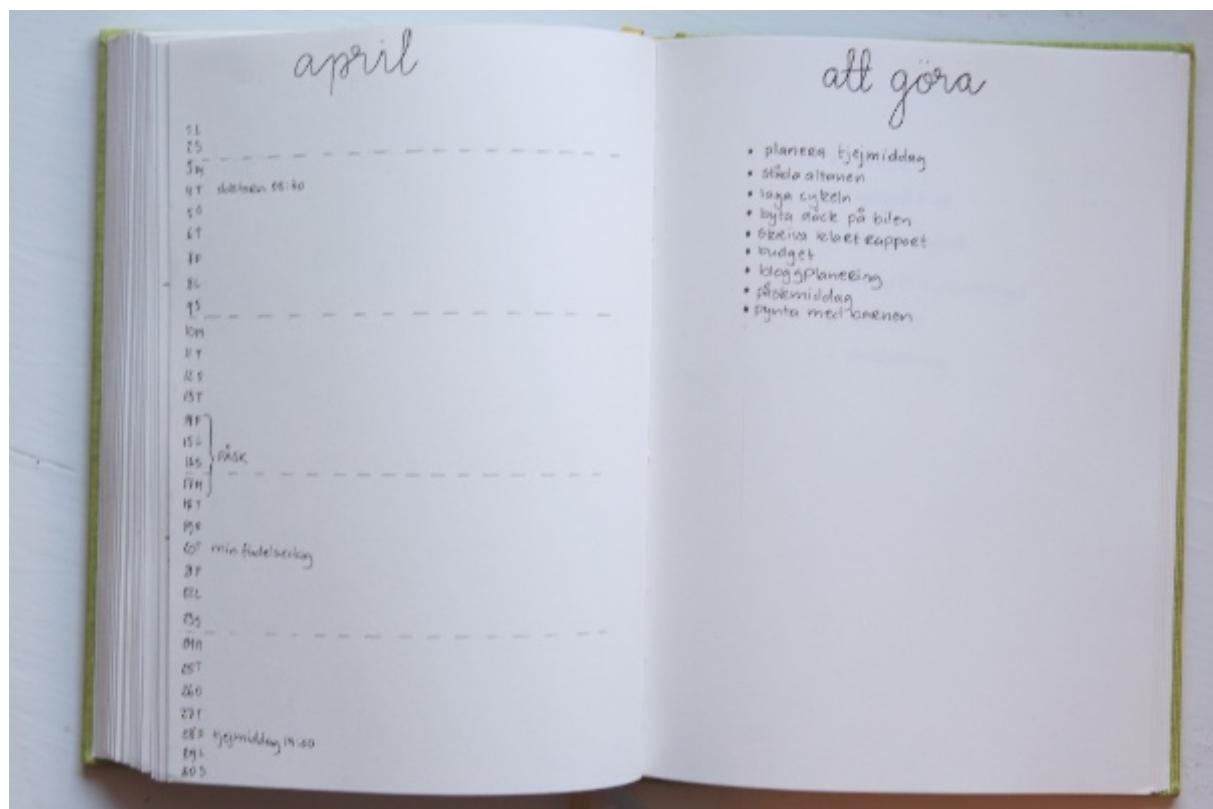 april
1L
2S
3M
4T doktorn 08:30
5O
6T
7F
8L
9S
10M
11T
12O
13T
14F
15L
16S PÅSK
17M
18T
19O
20T min födelsedag
21F
22L
23S
24M
25T
26O
27T
28F tjejmiddag 19:00
29L
30S
att göra
• planera tjejmiddag
• städa altanen
• laga cykeln
• byta däck på bilen
• skriva klart rapport
• budget
• bloggplanering
• påskmiddag
• pynta med barnen